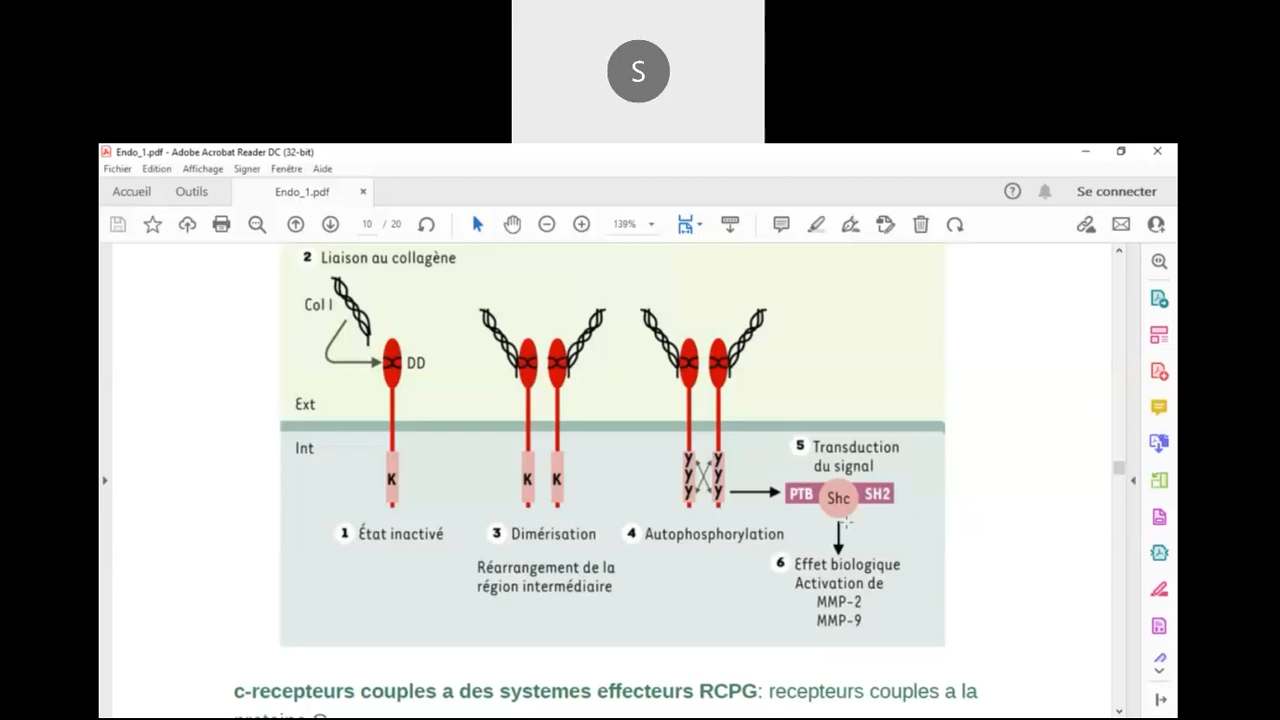 S
Endo_1.pdf - Adobe Acrobat Reader DC (32-bit)
Fichier Edition Affichage Signer Fenêtre Aide
Accueil Outils Endo_1.pdf × Se connecter
10 / 20 139%
2 Liaison au collagène
Col I
DD
Ext
Int
K K K
Y Y
Y Y
Y Y
5 Transduction
du signal
PTB Shc SH2
1 État inactivé
3 Dimérisation
Réarrangement de la
région intermédiaire
4 Autophosphorylation
6 Effet biologique
Activation de
MMP-2
MMP-9
c-recepteurs couples a des systemes effecteurs RCPG: recepteurs couples a la